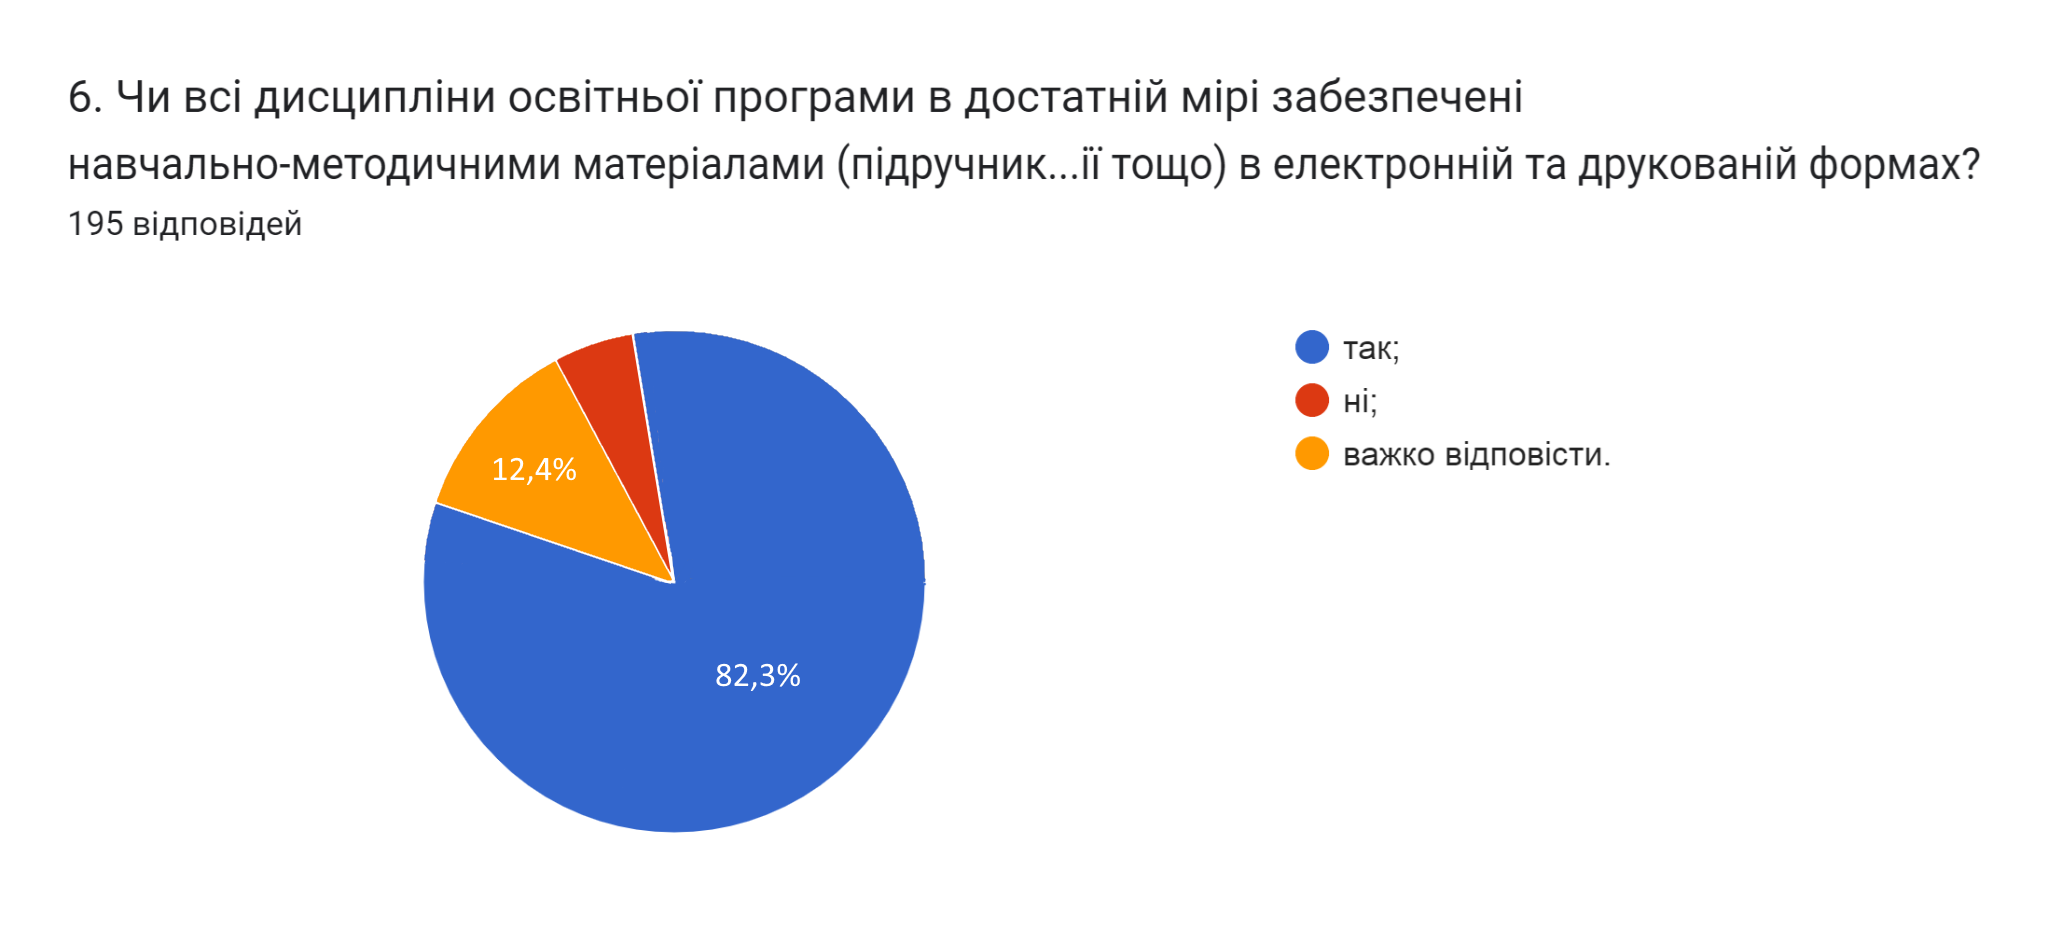 6. Чи всі дисципліни освітньої програми в достатній мірі забезпечені
навчально-методичними матеріалами (підручник...ії тощо) в електронній та друкованій формах?
195 відповідей
так;
ні;
важко відповісти.
12,4%
82,3%